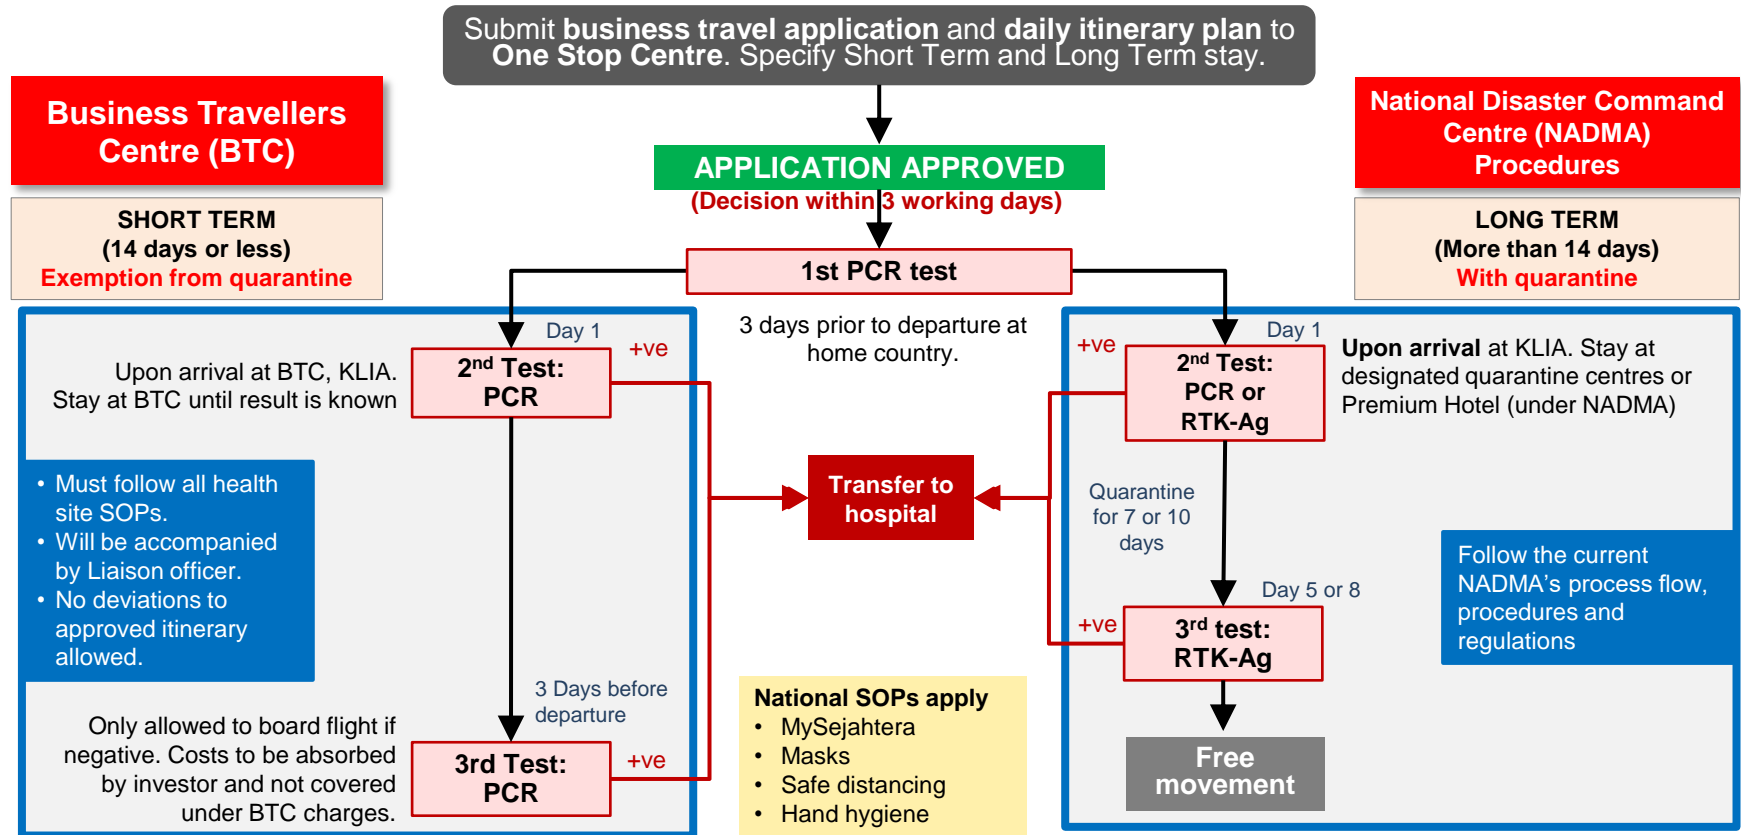 Submit business travel application and daily itinerary plan to
One Stop Centre. Specify Short Term and Long Term stay.
Business Travellers
Centre (BTC)
National Disaster Command
Centre (NADMA)
Procedures
APPLICATION APPROVED
(Decision within 3 working days)
SHORT TERM
(14 days or less)
Exemption from quarantine
LONG TERM
(More than 14 days)
With quarantine
1st PCR test
3 days prior to departure at
home country.
Day 1
+ve
2nd Test:
PCR
Upon arrival at BTC, KLIA.
Stay at BTC until result is known
• Must follow all health
site SOPs.
• Will be accompanied
by Liaison officer.
• No deviations to
approved itinerary
allowed.
3 Days before
departure
Only allowed to board flight if
negative. Costs to be absorbed
by investor and not covered
under BTC charges.
3rd Test:
PCR
+ve
Transfer to
hospital
National SOPs apply
• MySejahtera
• Masks
• Safe distancing
• Hand hygiene
Day 1
+ve
2nd Test:
PCR or
RTK-Ag
Upon arrival at KLIA. Stay at
designated quarantine centres or
Premium Hotel (under NADMA)
Quarantine
for 7 or 10
days
Day 5 or 8
+ve
3rd test:
RTK-Ag
Follow the current
NADMA's process flow,
procedures and
regulations
Free
movement